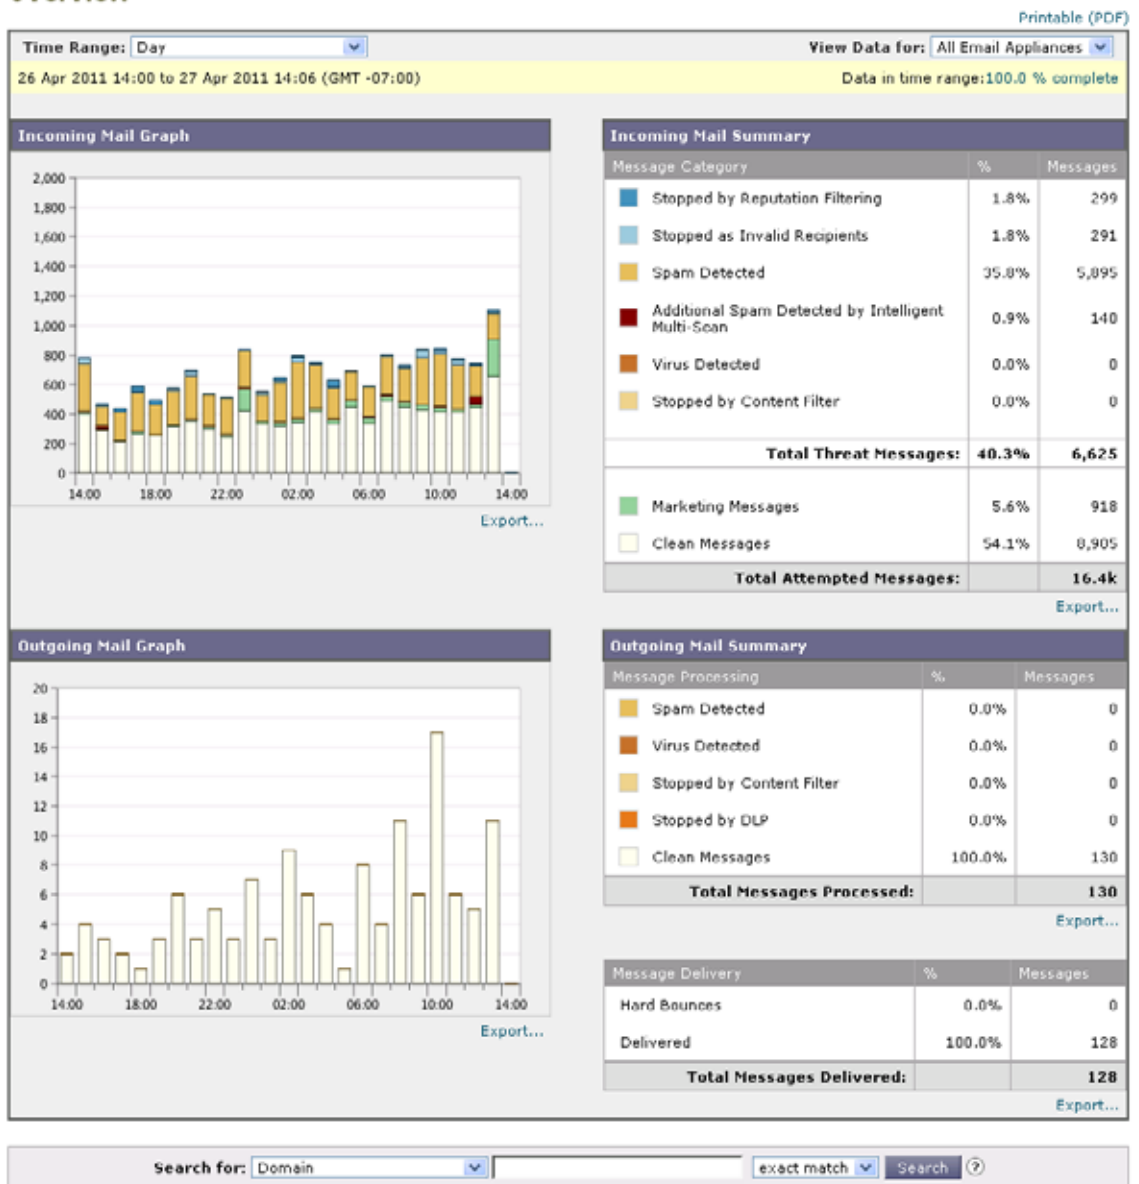 Printable (PDF)
Time Range: Day
View Data for: All Email Appliances
26 Apr 2011 14:00 to 27 Apr 2011 14:06 (GMT -07:00)
Data in time range:100.0 % complete
Incoming Mail Graph
2,000
1,800
1,600
1,400
1,200
1,000
800
600
400
200
0
14:00 18:00 22:00 02:00 06:00 10:00 14:00
Export...
Incoming Mail Summary
Message Category % Messages
Stopped by Reputation Filtering 1.8% 299
Stopped as Invalid Recipients 1.8% 291
Spam Detected 35.8% 5,895
Additional Spam Detected by Intelligent
Multi-Scan 0.9% 140
Virus Detected 0.0% 0
Stopped by Content Filter 0.0% 0
Total Threat Messages: 40.3% 6,625
Marketing Messages 5.6% 918
Clean Messages 54.1% 8,905
Total Attempted Messages: 16.4k
Export...
Outgoing Mail Graph
20
18
16
14
12
10
8
6
4
2
0
14:00 18:00 22:00 02:00 06:00 10:00 14:00
Export...
Outgoing Mail Summary
Message Processing % Messages
Spam Detected 0.0% 0
Virus Detected 0.0% 0
Stopped by Content Filter 0.0% 0
Stopped by DLP 0.0% 0
Clean Messages 100.0% 130
Total Messages Processed: 130
Export...
Message Delivery % Messages
Hard Bounces 0.0% 0
Delivered 100.0% 128
Total Messages Delivered: 128
Export...
Search for: Domain exact match Search ?